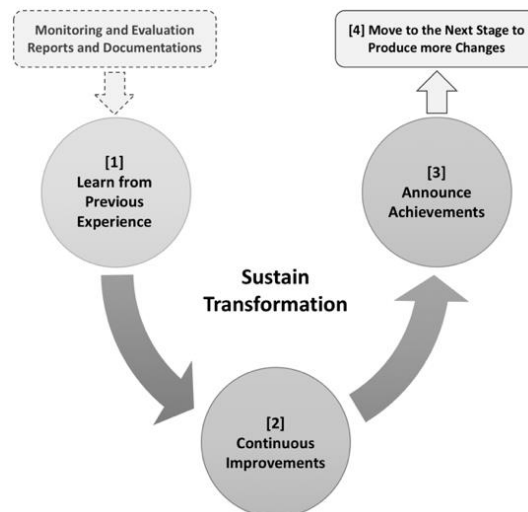 Monitoring and Evaluation
Reports and Documentations
[4] Move to the Next Stage to
Produce more Changes
[1]
Learn from
Previous
Experience
[3]
Announce
Achievements
Sustain
Transformation
[2]
Continuous
Improvements